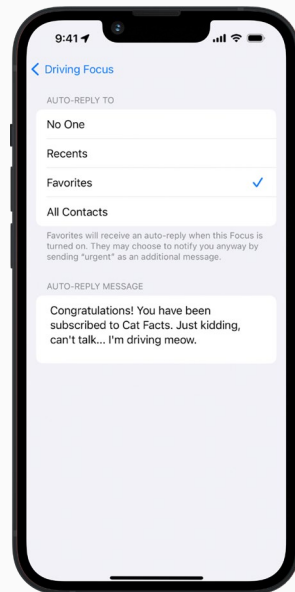 9:41
Driving Focus
AUTO-REPLY TO
No One
Recents
Favorites
All Contacts
Favorites will receive an auto-reply when this Focus is
turned on. They may choose to notify you anyway by
sending "urgent" as an additional message.
AUTO-REPLY MESSAGE
Congratulations! You have been
subscribed to Cat Facts. Just kidding,
can't talk... I'm driving meow.